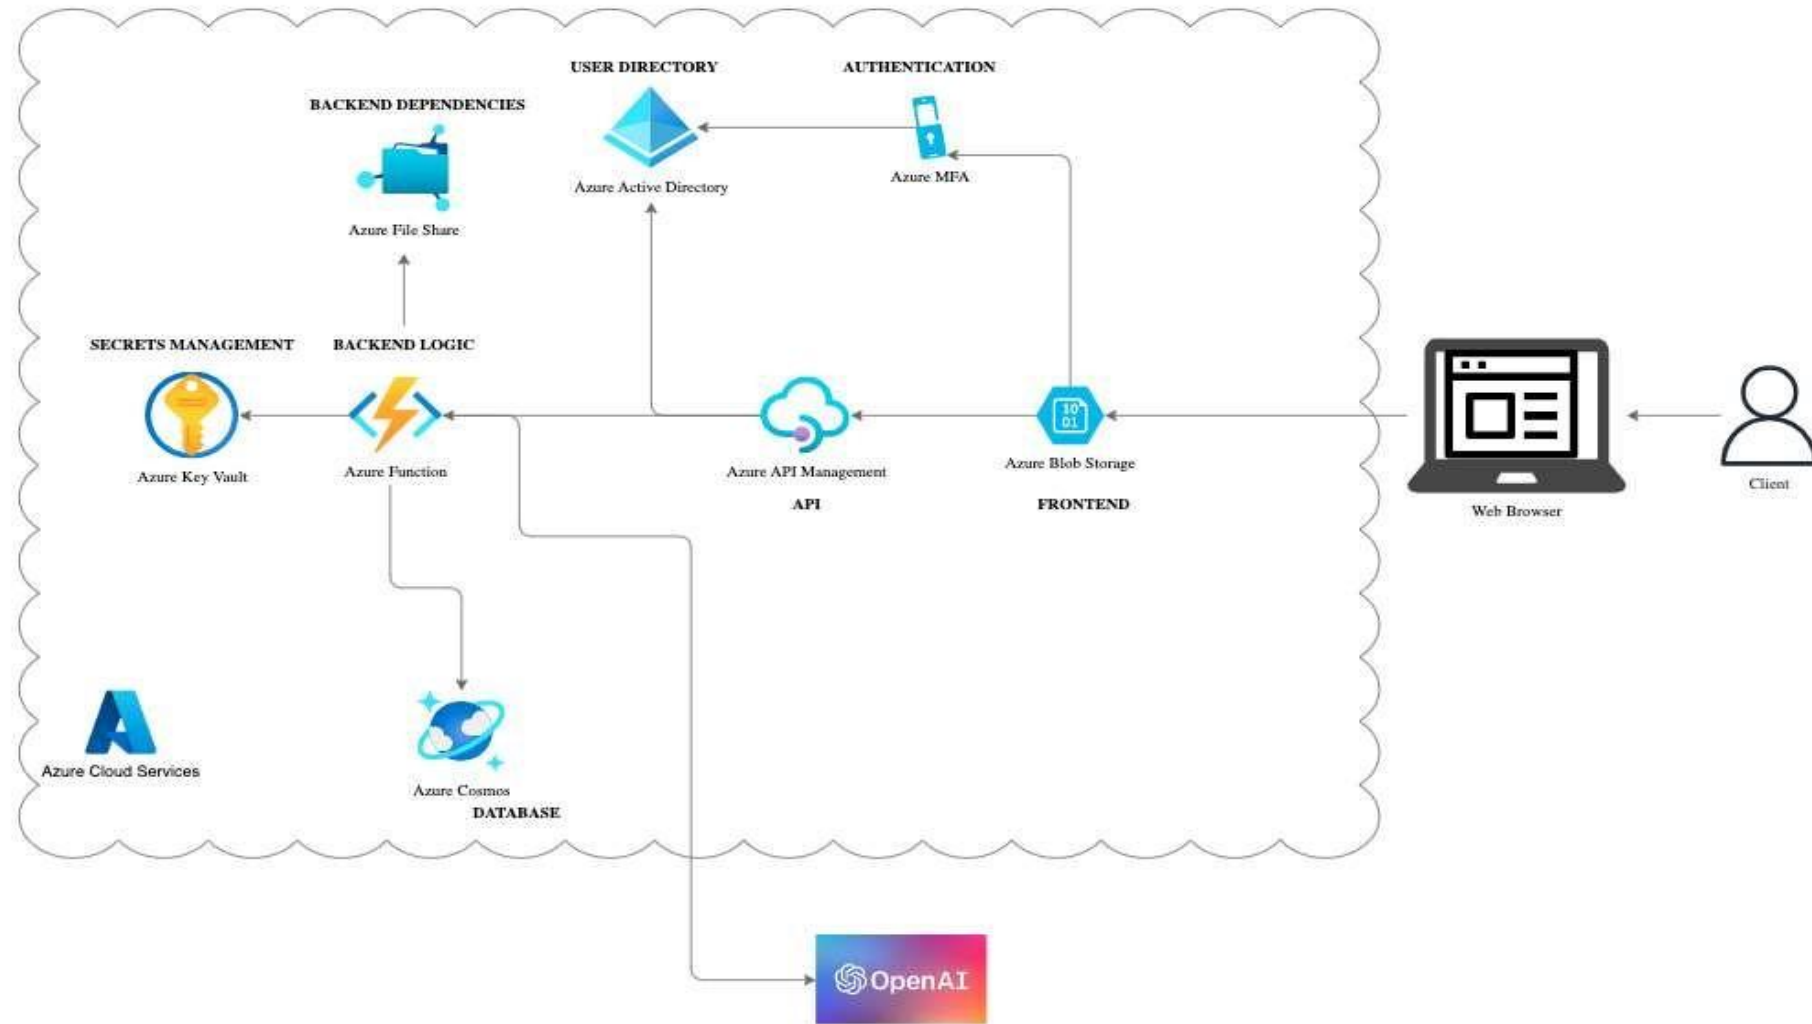 USER DIRECTORY
AUTHENTICATION
BACKEND DEPENDENCIES
Azure MFA
Azure Active Directory
Azure File Share
SECRETS MANAGEMENT
BACKEND LOGIC
10
01
Azure Key Vault
Azure Function
Azure API Management
API
Azure Blob Storage
FRONTEND
Web Browser
Client
Azure Cloud Services
Azure Cosmos
DATABASE
OpenAI